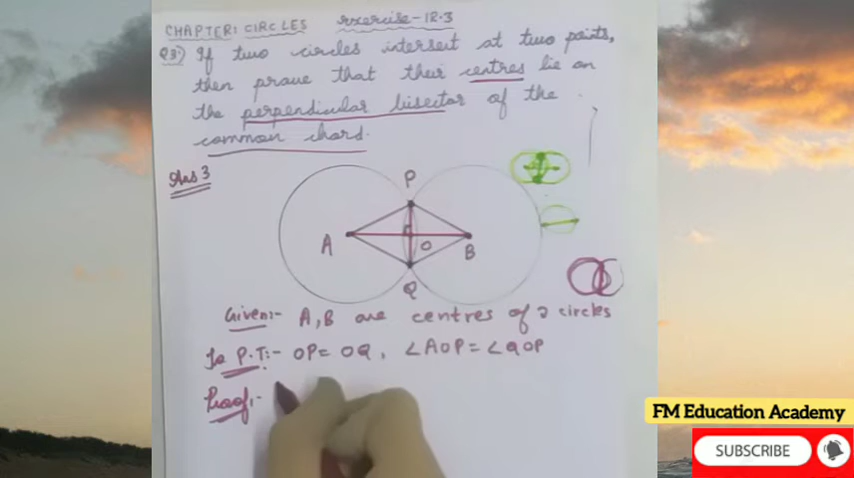 CHAPTER: CIRCLES Exercise-12.3
Q3:) If two circles intersect at two points,
then prove that their centres lie on
the perpendicular bisector of the
common chord.
Ans 3
P
A
O
B
Q
Given:- A,B are centres of 2 circles
To P.T:- OP= OQ, ∠AOP = ∠QOP
Proof:-
FM Education Academy
SUBSCRIBE